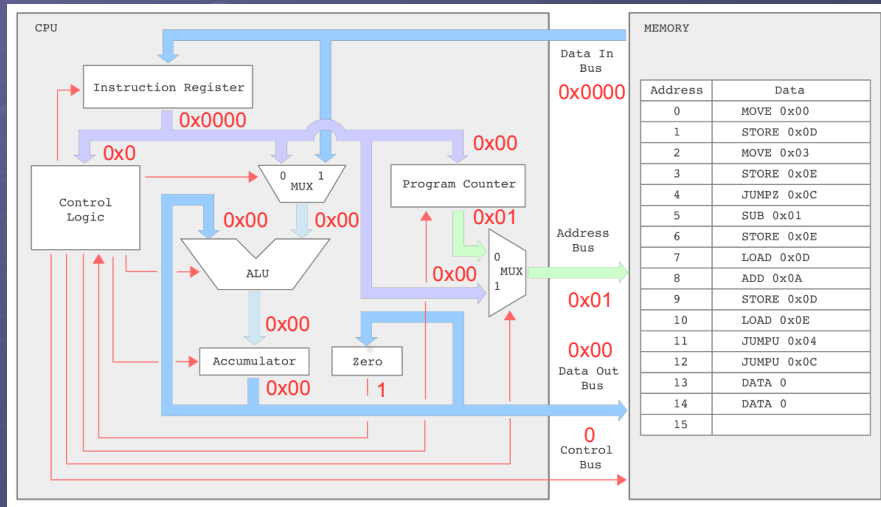 CPU
MEMORY
Data In
Bus
0x0000
Instruction Register
0x0000
0x0
0x00
Control
Logic
0 1
MUX
Program Counter
0x00
0x00
0x01
Address
Bus
0x00
0
MUX
1
ALU
0x01
0x00
0x00
Accumulator
Zero
0x00
1
Data Out
Bus
0
Control
Bus
Address Data
0 MOVE 0x00
1 STORE 0x0D
2 MOVE 0x03
3 STORE 0x0E
4 JUMPZ 0x0C
5 SUB 0x01
6 STORE 0x0E
7 LOAD 0x0D
8 ADD 0x0A
9 STORE 0x0D
10 LOAD 0x0E
11 JUMPU 0x04
12 JUMPU 0x0C
13 DATA 0
14 DATA 0
15